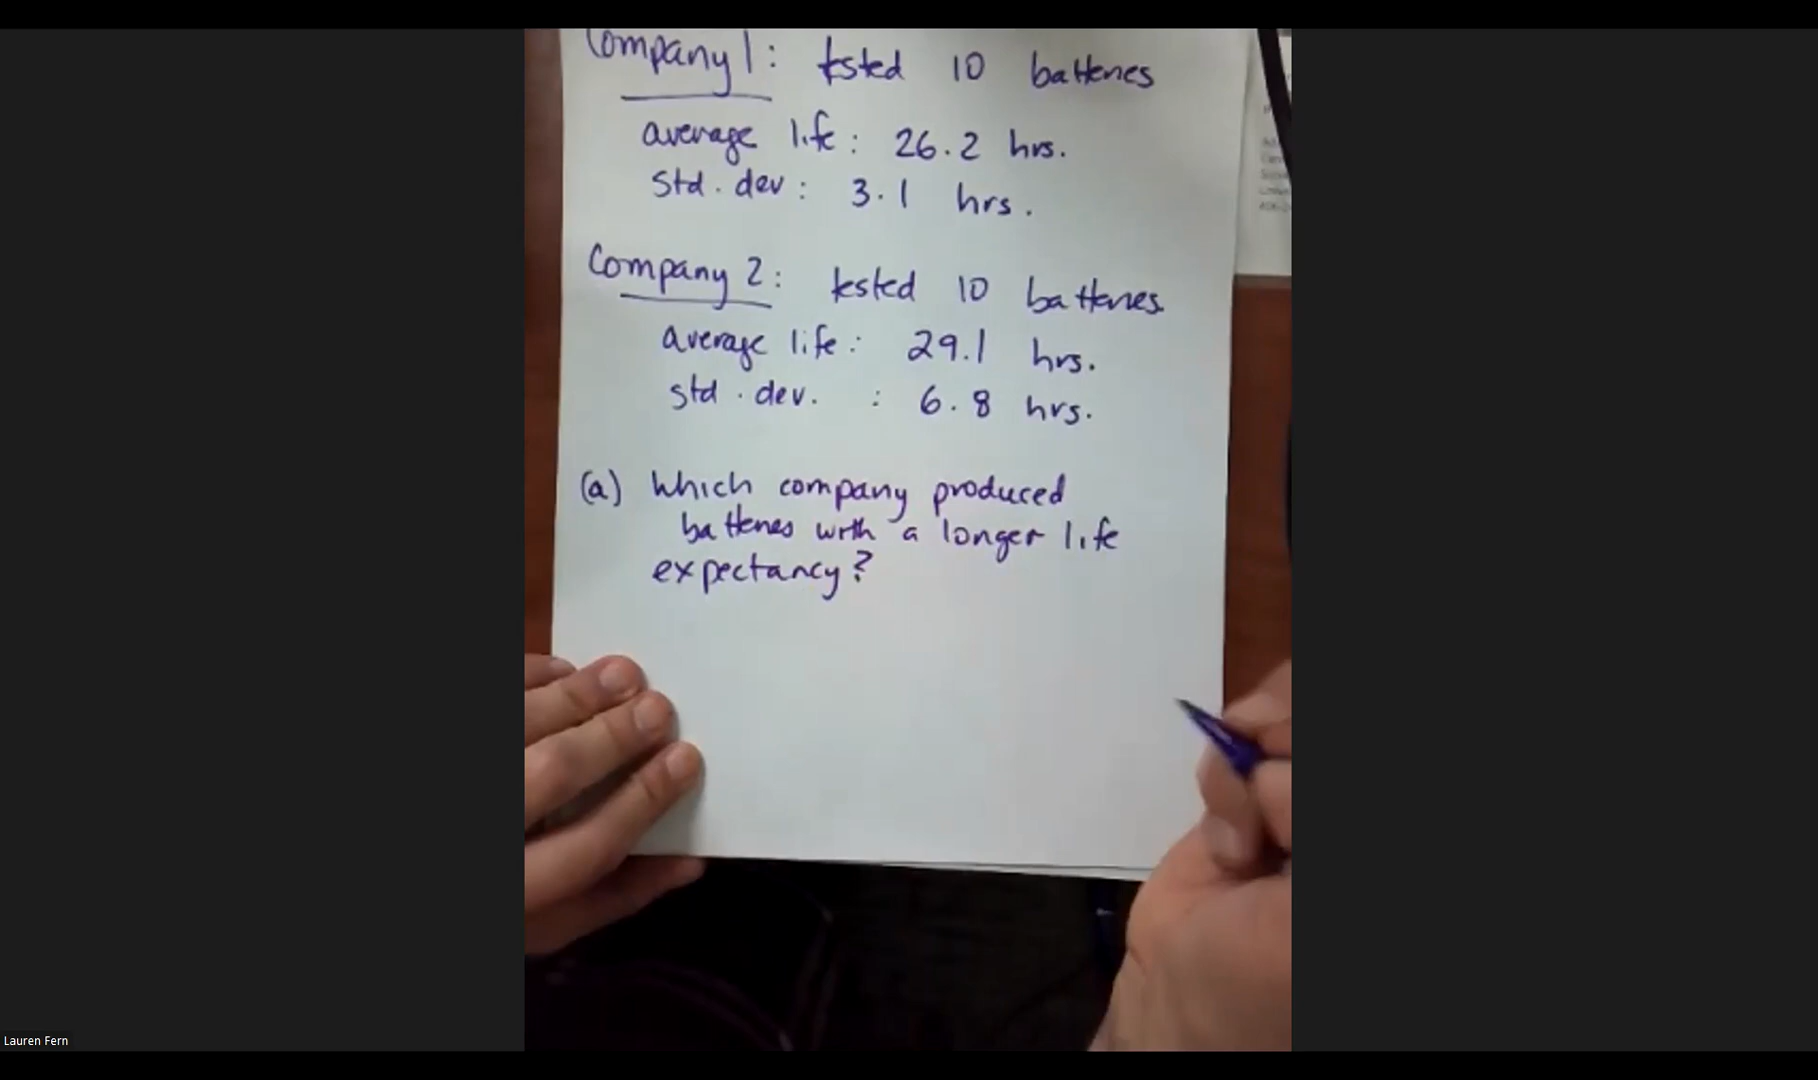 Company 1: tested 10 batteries
average life: 26.2 hrs.
std. dev: 3.1 hrs.
Company 2: tested 10 batteries.
average life: 29.1 hrs.
std. dev. : 6.8 hrs.
(a) Which company produced
batteries with a longer life
expectancy?
Lauren Fern